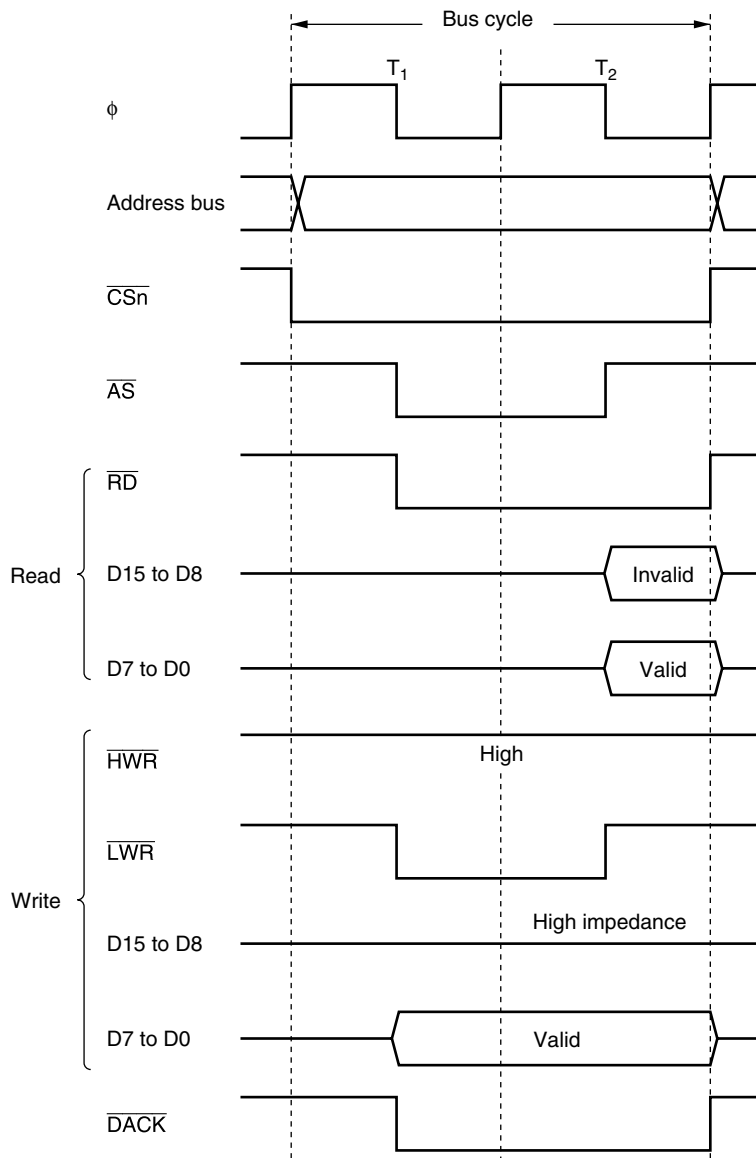 Bus cycle
T1 T2
ϕ
Address bus
CSn
AS
RD
Read D15 to D8 Invalid
D7 to D0 Valid
HWR High
LWR
Write
D15 to D8 High impedance
D7 to D0 Valid
DACK